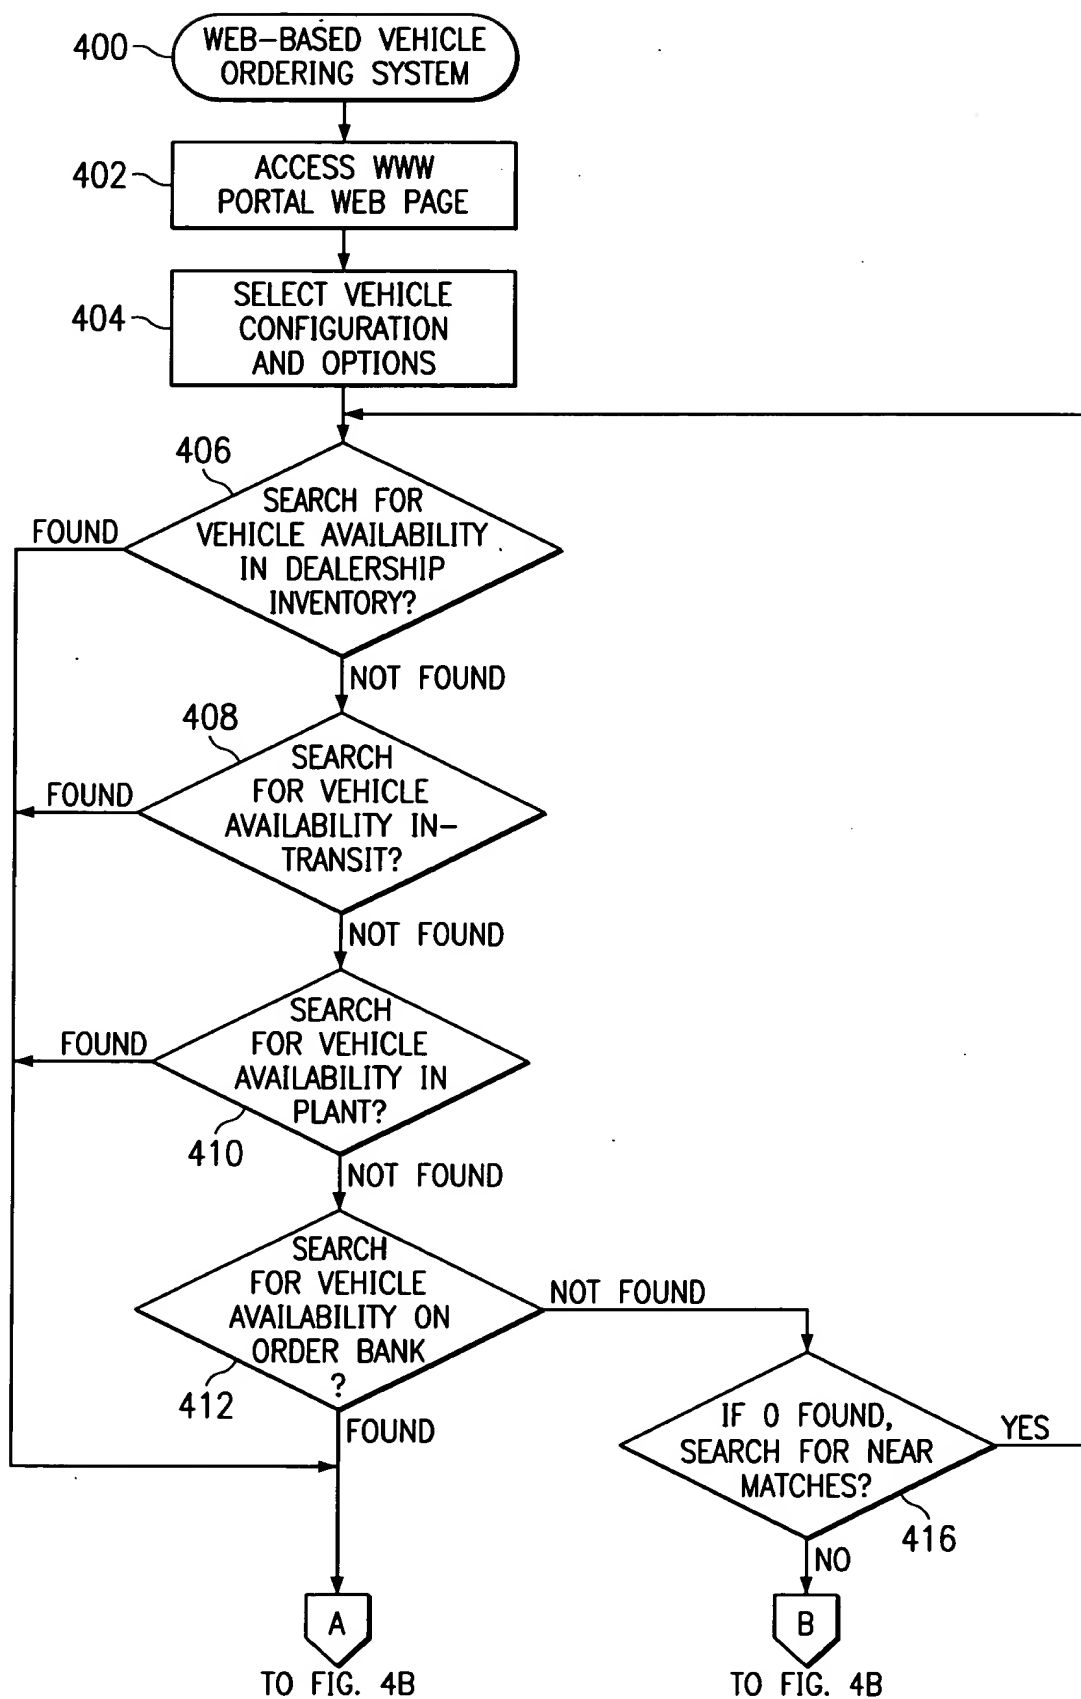 400
WEB-BASED VEHICLE
ORDERING SYSTEM
402
ACCESS WWW
PORTAL WEB PAGE
404
SELECT VEHICLE
CONFIGURATION
AND OPTIONS
406
SEARCH FOR
VEHICLE AVAILABILITY
IN DEALERSHIP
INVENTORY?
FOUND
NOT FOUND
408
SEARCH
FOR VEHICLE
AVAILABILITY IN-
TRANSIT?
FOUND
NOT FOUND
SEARCH
FOR VEHICLE
AVAILABILITY IN
PLANT?
FOUND
410
NOT FOUND
SEARCH
FOR VEHICLE
AVAILABILITY ON
ORDER BANK
?
412
NOT FOUND
FOUND
IF 0 FOUND,
SEARCH FOR NEAR
MATCHES?
YES
416
NO
A
TO FIG. 4B
B
TO FIG. 4B